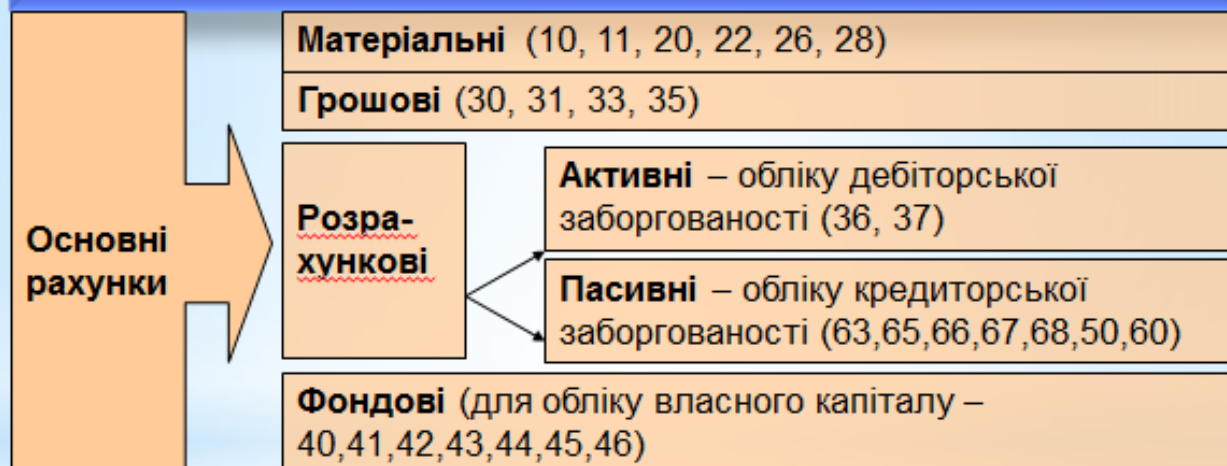 Матеріальні (10, 11, 20, 22, 26, 28)
Грошові (30, 31, 33, 35)
Основні
рахунки
Розра-
хункові
Активні – обліку дебіторської
заборгованості (36, 37)
Пасивні – обліку кредиторської
заборгованості (63,65,66,67,68,50,60)
Фондові (для обліку власного капіталу –
40,41,42,43,44,45,46)